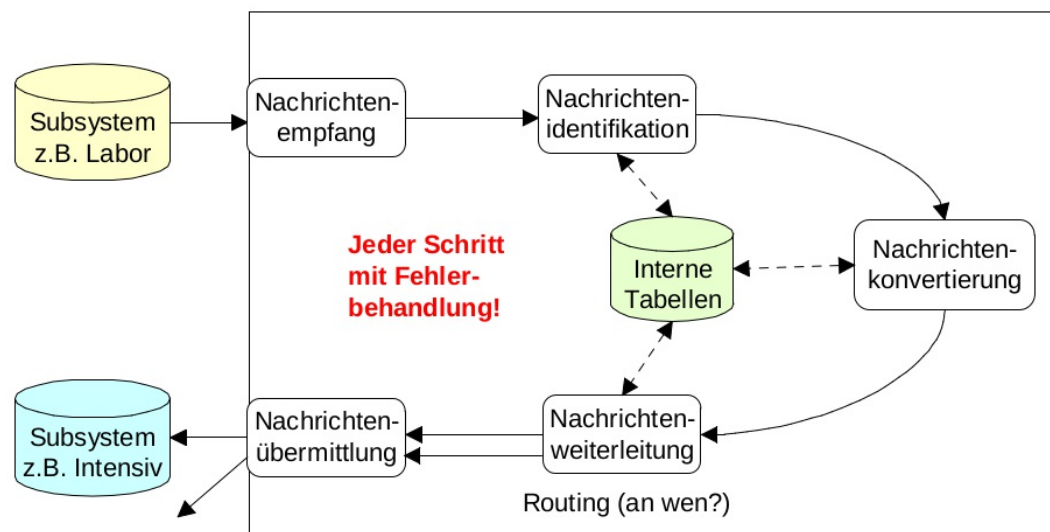 Subsystem
z.B. Labor
Nachrichten-
empfang
Nachrichten-
identifikation
Jeder Schritt
mit Fehler-
behandlung!
Interne
Tabellen
Nachrichten-
konvertierung
Subsystem
z.B. Intensiv
Nachrichten-
übermittlung
Nachrichten-
weiterleitung
Routing (an wen?)